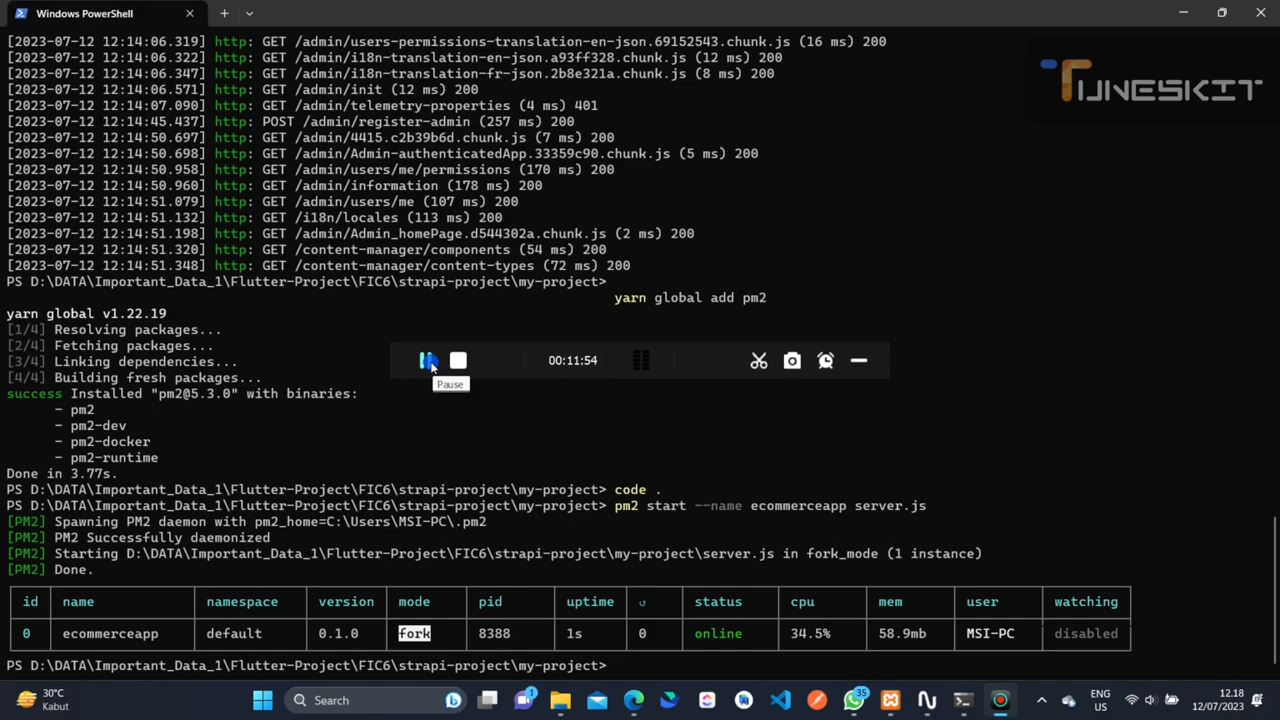 Windows PowerShell
[2023-07-12 12:14:06.319] http: GET /admin/users-permissions-translation-en-json.69152543.chunk.js (16 ms) 200
[2023-07-12 12:14:06.322] http: GET /admin/i18n-translation-en-json.a93ff328.chunk.js (12 ms) 200
[2023-07-12 12:14:06.347] http: GET /admin/i18n-translation-fr-json.2b8e321a.chunk.js (8 ms) 200
[2023-07-12 12:14:06.571] http: GET /admin/init (12 ms) 200
[2023-07-12 12:14:07.090] http: GET /admin/telemetry-properties (4 ms) 401
[2023-07-12 12:14:45.437] http: POST /admin/register-admin (257 ms) 200
[2023-07-12 12:14:50.697] http: GET /admin/4415.c2b39b6d.chunk.js (7 ms) 200
[2023-07-12 12:14:50.698] http: GET /admin/Admin-authenticatedApp.33359c90.chunk.js (5 ms) 200
[2023-07-12 12:14:50.958] http: GET /admin/users/me/permissions (170 ms) 200
[2023-07-12 12:14:50.960] http: GET /admin/information (178 ms) 200
[2023-07-12 12:14:51.079] http: GET /admin/users/me (107 ms) 200
[2023-07-12 12:14:51.132] http: GET /i18n/locales (113 ms) 200
[2023-07-12 12:14:51.198] http: GET /admin/Admin_homePage.d544302a.chunk.js (2 ms) 200
[2023-07-12 12:14:51.320] http: GET /content-manager/components (54 ms) 200
[2023-07-12 12:14:51.348] http: GET /content-manager/content-types (72 ms) 200
TUNESKIT
PS D:\DATA\Important_Data_1\Flutter-Project\FIC6\strapi-project\my-project>
yarn global add pm2
yarn global v1.22.19
[1/4] Resolving packages...
[2/4] Fetching packages...
[3/4] Linking dependencies...
[4/4] Building fresh packages...
00:11:54
Pause
success Installed "pm2@5.3.0" with binaries:
- pm2
- pm2-dev
- pm2-docker
- pm2-runtime
Done in 3.77s.
PS D:\DATA\Important_Data_1\Flutter-Project\FIC6\strapi-project\my-project> code .
PS D:\DATA\Important_Data_1\Flutter-Project\FIC6\strapi-project\my-project> pm2 start --name ecommerceapp server.js
[PM2] Spawning PM2 daemon with pm2_home=C:\Users\MSI-PC\.pm2
[PM2] PM2 Successfully daemonized
[PM2] Starting D:\DATA\Important_Data_1\Flutter-Project\FIC6\strapi-project\my-project\server.js in fork_mode (1 instance)
[PM2] Done.
id name namespace version mode pid uptime ↺ status cpu mem user watching
0 ecommerceapp default 0.1.0 fork 8388 1s 0 online 34.5% 58.9mb MSI-PC disabled
PS D:\DATA\Important_Data_1\Flutter-Project\FIC6\strapi-project\my-project>
30°C
Kabut
Search
1
35
ENG
US
12.18
12/07/2023